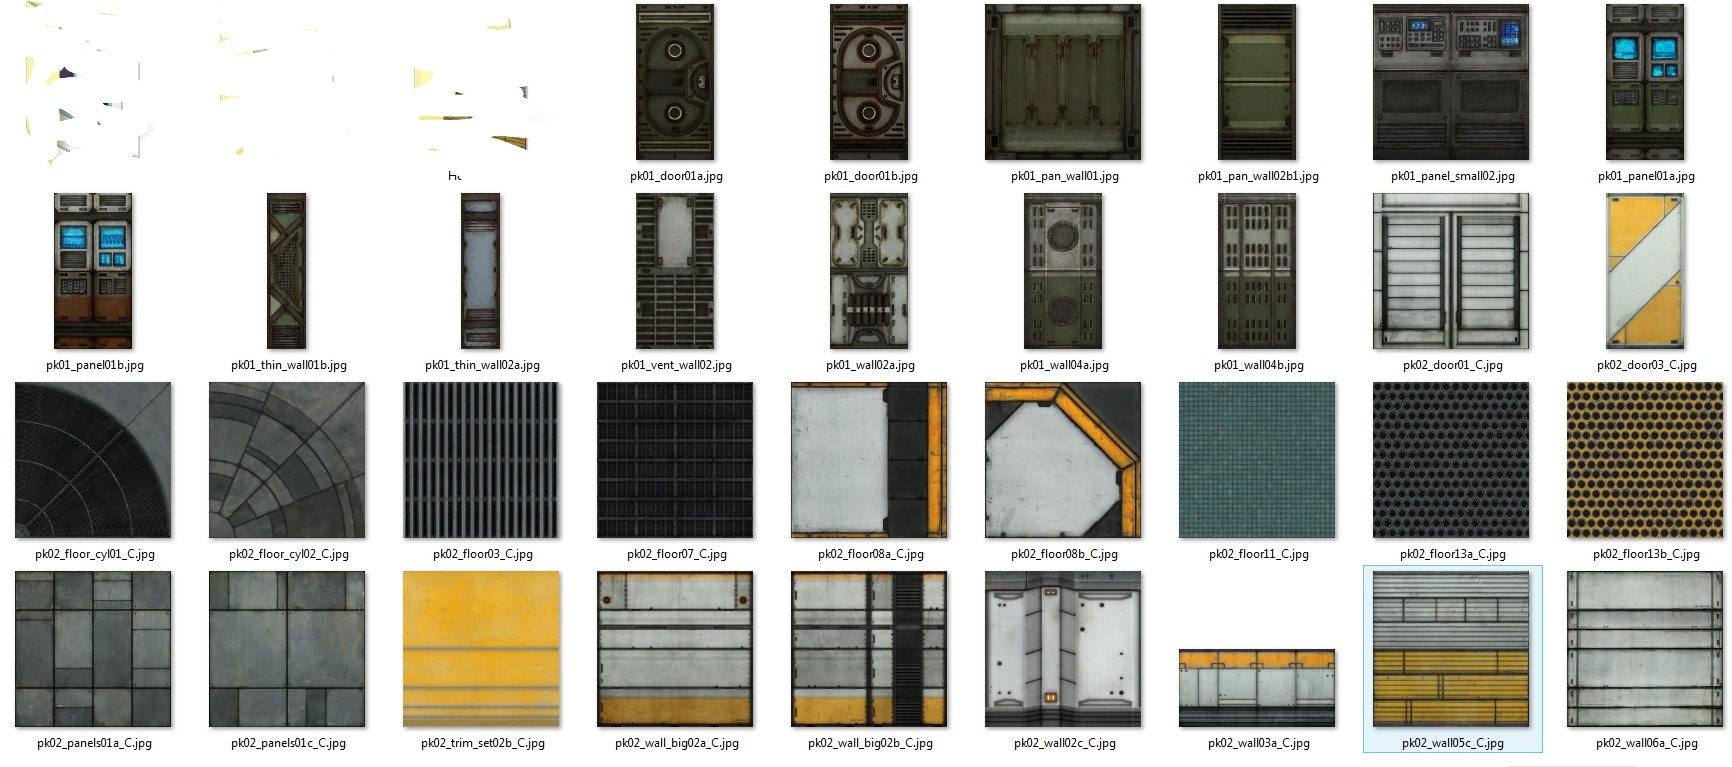 pk01_door01a.jpg
pk01_door01b.jpg
pk01_pan_wall01.jpg
pk01_pan_wall02b1.jpg
pk01_panel_small02.jpg
pk01_panel01a.jpg
pk01_panel01b.jpg
pk01_thin_wall01b.jpg
pk01_thin_wall02a.jpg
pk01_vent_wall02.jpg
pk01_wall02a.jpg
pk01_wall04a.jpg
pk01_wall04b.jpg
pk02_door01_C.jpg
pk02_door03_C.jpg
pk02_floor_cyl01_C.jpg
pk02_floor_cyl02_C.jpg
pk02_floor03_C.jpg
pk02_floor07_C.jpg
pk02_floor08a_C.jpg
pk02_floor08b_C.jpg
pk02_floor11_C.jpg
pk02_floor13a_C.jpg
pk02_floor13b_C.jpg
pk02_panels01a_C.jpg
pk02_panels01c_C.jpg
pk02_trim_set02b_C.jpg
pk02_wall_big02a_C.jpg
pk02_wall_big02b_C.jpg
pk02_wall02c_C.jpg
pk02_wall03a_C.jpg
pk02_wall05c_C.jpg
pk02_wall06a_C.jpg